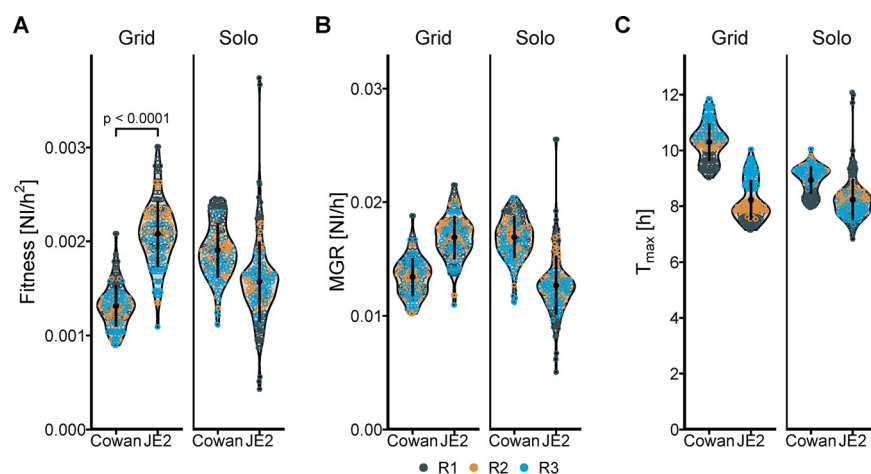 A
Grid
Solo
Fitness [NI/h²]
0.003
0.002
0.001
0.000
p < 0.0001
Cowan JE2
Cowan JE2
B
Grid
Solo
MGR [NI/h]
0.03
0.02
0.01
0.00
Cowan JE2
Cowan JE2
C
Grid
Solo
Tmax [h]
12
10
8
6
4
2
0
Cowan JE2
Cowan JE2
R1 R2 R3